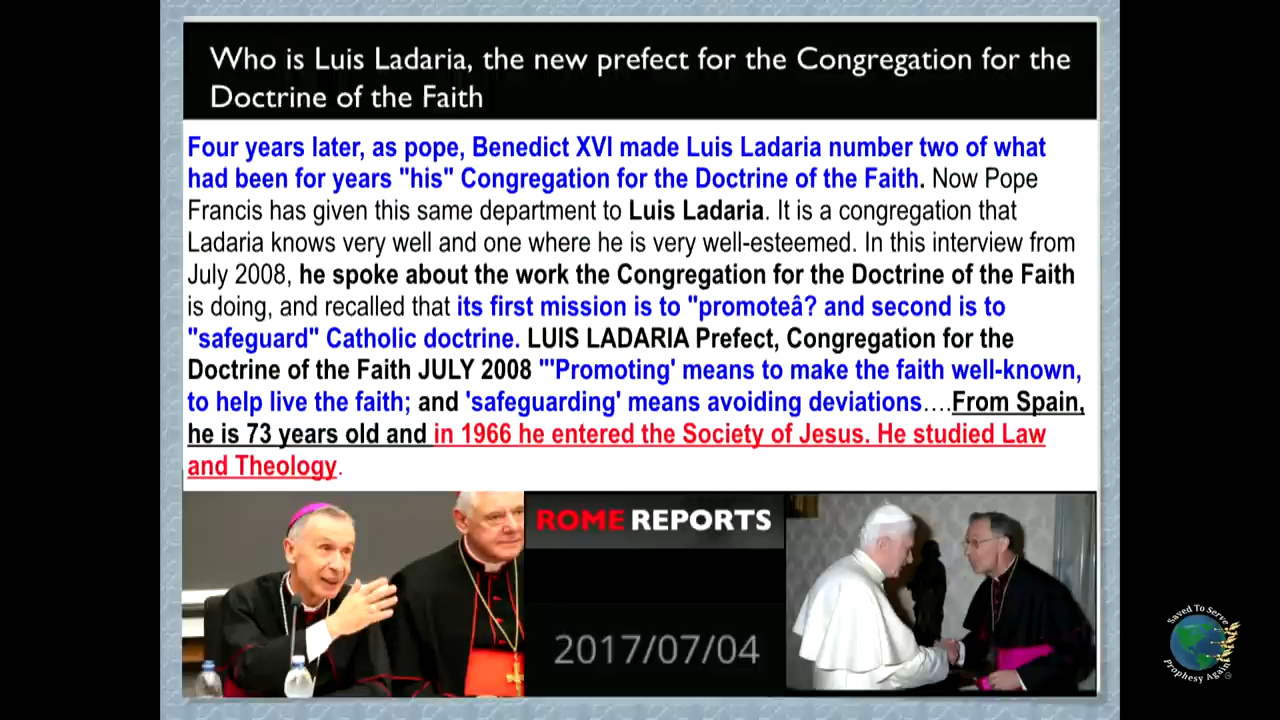 Who is Luis Ladaria, the new prefect for the Congregation for the
Doctrine of the Faith
Four years later, as pope, Benedict XVI made Luis Ladaria number two of what
had been for years "his" Congregation for the Doctrine of the Faith. Now Pope
Francis has given this same department to Luis Ladaria. It is a congregation that
Ladaria knows very well and one where he is very well-esteemed. In this interview from
July 2008, he spoke about the work the Congregation for the Doctrine of the Faith
is doing, and recalled that its first mission is to "promoteâ? and second is to
"safeguard" Catholic doctrine. LUIS LADARIA Prefect, Congregation for the
Doctrine of the Faith JULY 2008 "'Promoting' means to make the faith well-known,
to help live the faith; and 'safeguarding' means avoiding deviations….From Spain,
he is 73 years old and in 1966 he entered the Society of Jesus. He studied Law
and Theology.
ROME REPORTS
2017/07/04
Saved To Serve
Prophesy Again